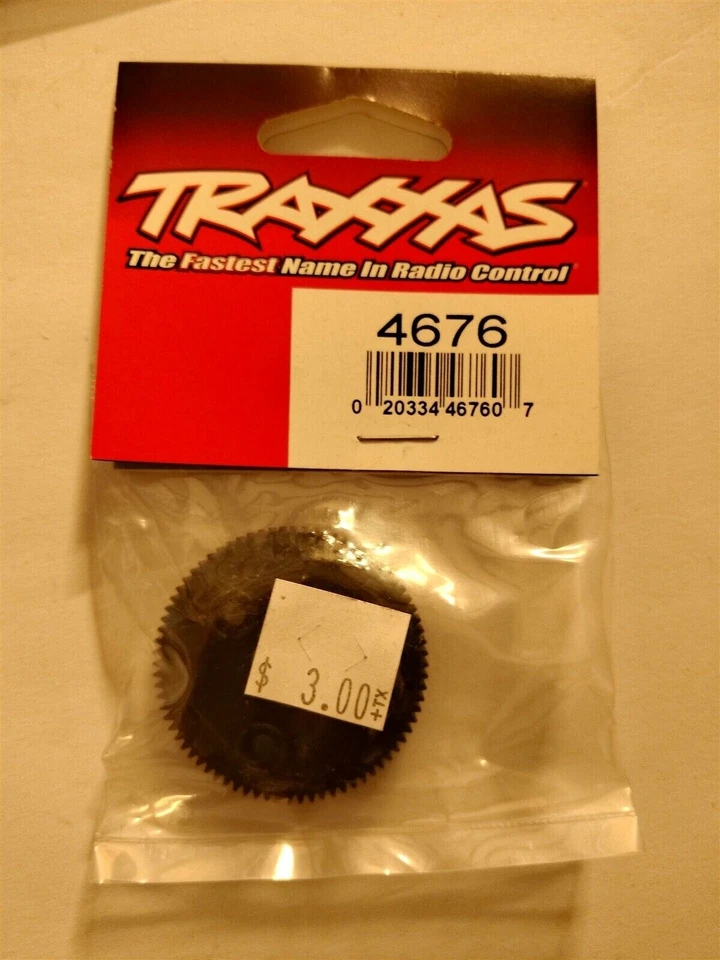 TRAXXAS
The Fastest Name In Radio Control
4676
0 20334 46760 7
$ 3.00 +TX